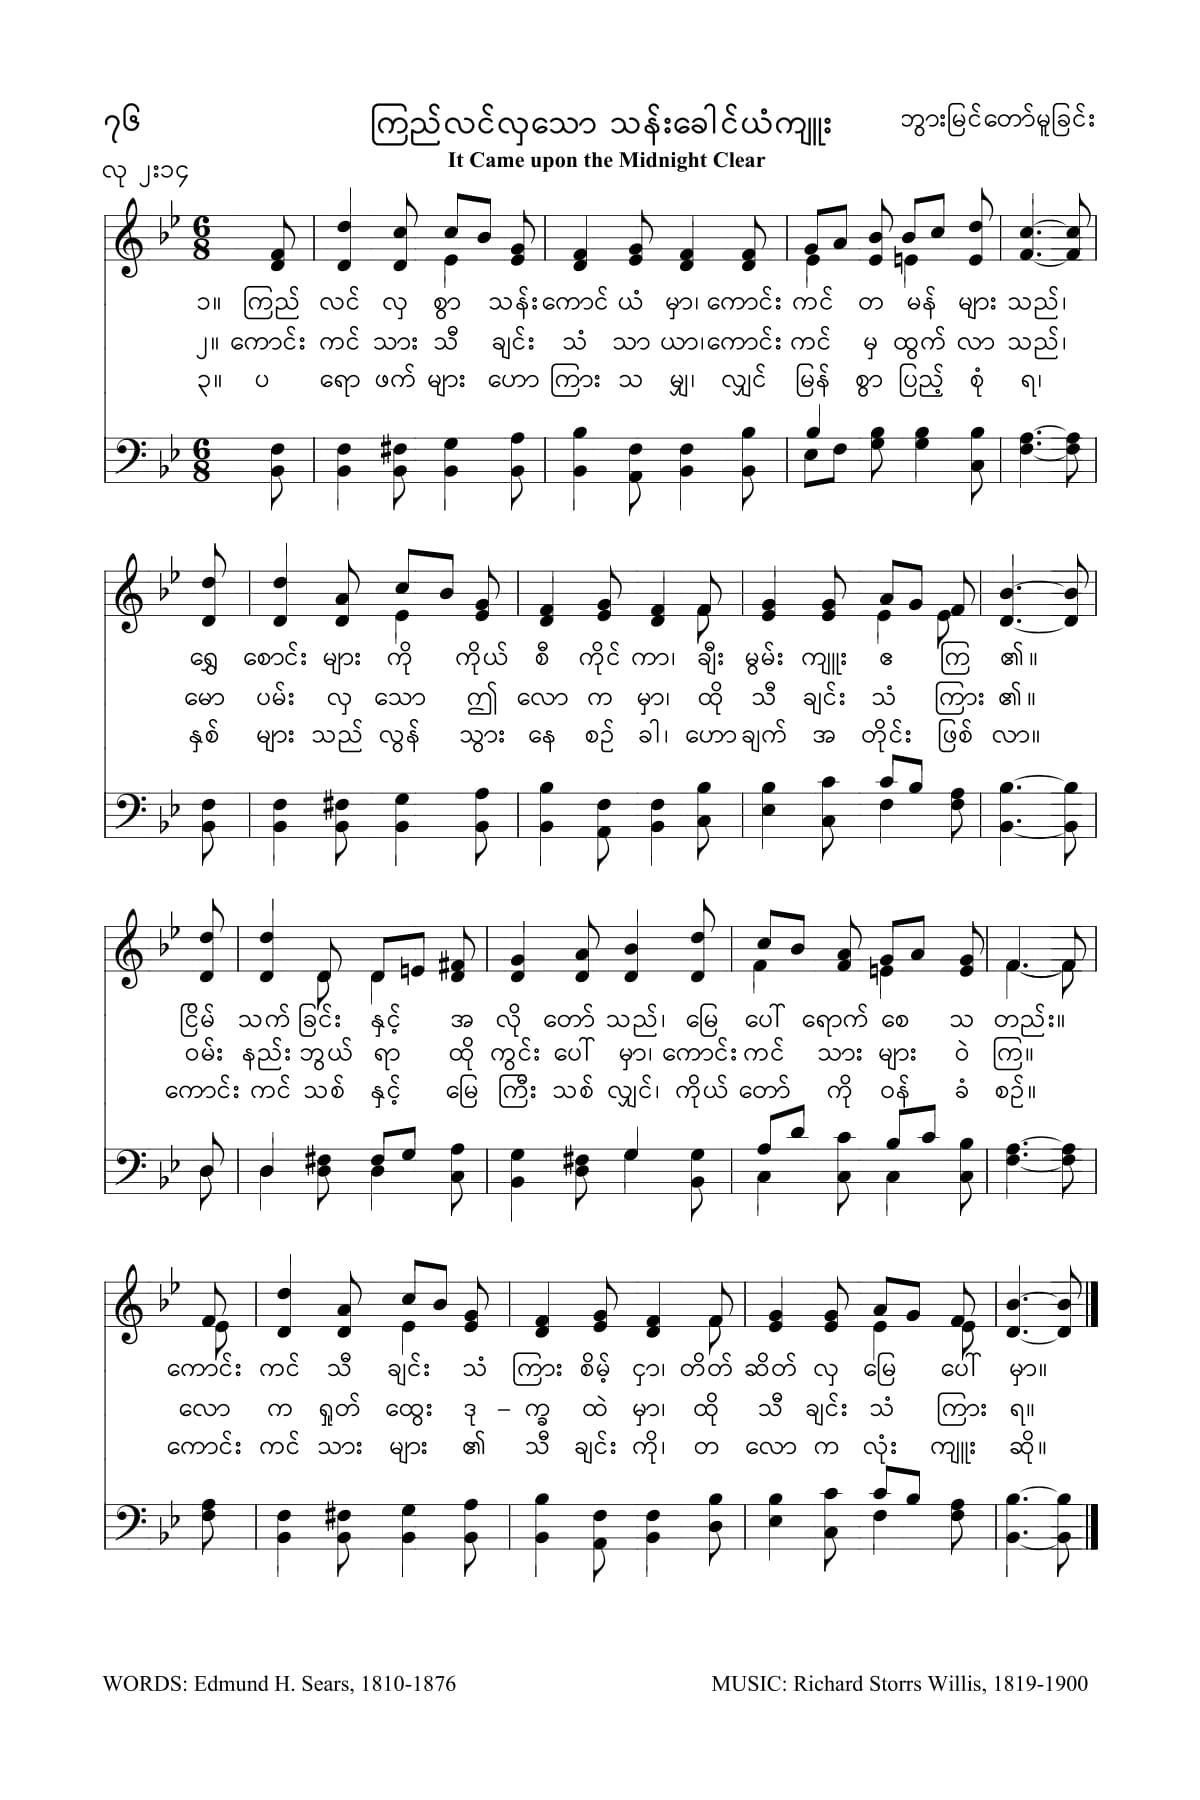 ၇၆ ကြည်လင်လှသော သန်းခေါင်ယံကျူး ဘွားမြင်တော်မူခြင်း
It Came upon the Midnight Clear
လု ၂း၁၄
၁။ ကြည် လင် လှ စွာ သန်း ကောင် ယံ မှာ၊ ကောင်း ကင် တ မန် များ သည်၊
၂။ ကောင်း ကင် သား သီ ချင်း သံ သာ ယာ၊ ကောင်း ကင် မှ ထွက် လာ သည်၊
၃။ ပ ရော ဖက် များ ဟော ကြား သ မျှ၊ လျှင် မြန် စွာ ပြည့် စုံ ရ၊
ရွှေ စောင်း များ ကို ကိုယ် စီ ကိုင် ကာ၊ ချီး မွမ်း ကျူး ဧ ကြ ၏။
မော ပမ်း လှ သော ဤ လော က မှာ၊ ထို သီ ချင်း သံ ကြား ၏။
နှစ် များ သည် လွန် သွား နေ စဉ် ခါ၊ ဟော ချက် အ တိုင်း ဖြစ် လာ။
ငြိမ် သက် ခြင်း နှင့် အ လို တော် သည်၊ မြေ ပေါ် ရောက် စေ သ တည်း။
ဝမ်း နည်း ဘွယ် ရာ ထို ကွင်း ပေါ် မှာ၊ ကောင်း ကင် သား များ ဝဲ ကြ။
ကောင်း ကင် သစ် နှင့် မြေ ကြီး သစ် လျှင်၊ ကိုယ် တော် ကို ဝန် ခံ စဉ်။
ကောင်း ကင် သီ ချင်း သံ ကြား စိမ့် ငှာ၊ တိတ် ဆိတ် လှ မြေ ပေါ် မှာ။
လော က ရှုတ် ထွေး ဒု – က္ခ ထဲ မှာ၊ ထို သီ ချင်း သံ ကြား ရ။
ကောင်း ကင် သား များ ၏ သီ ချင်း ကို၊ တ လော က လုံး ကျူး ဆို။
WORDS: Edmund H. Sears, 1810-1876 MUSIC: Richard Storrs Willis, 1819-1900